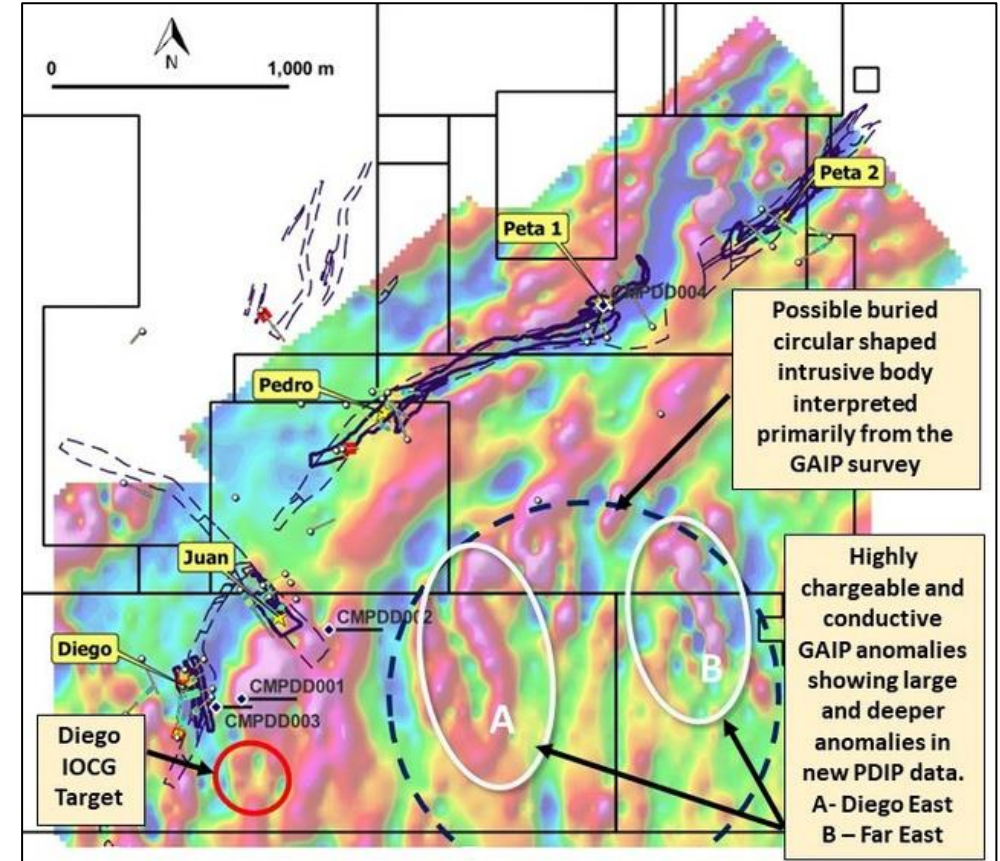 N
0
1,000 m
Peta 2
Peta 1
CMPDD004
Possible buried
circular shaped
intrusive body
interpreted
primarily from the
GAIP survey
Pedro
Juan
CMPDD002
Diego
CMPDD001
CMPDD003
Diego
IOCG
Target
A
B
Highly
chargeable and
conductive
GAIP anomalies
showing large
and deeper
anomalies in
new PDIP data.
A- Diego East
B – Far East